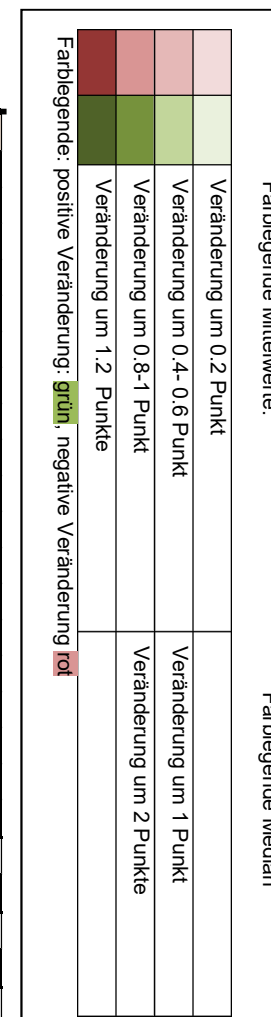 Farblegende Mittelwerte:
Farblegende Median
Veränderung um 0.2 Punkt
Veränderung um 0.4- 0.6 Punkt
Veränderung um 1 Punkt
Veränderung um 0.8-1 Punkt
Veränderung um 2 Punkte
Veränderung um 1.2 Punkte
Farblegende: positive Veränderung: grün, negative Veränderung rot